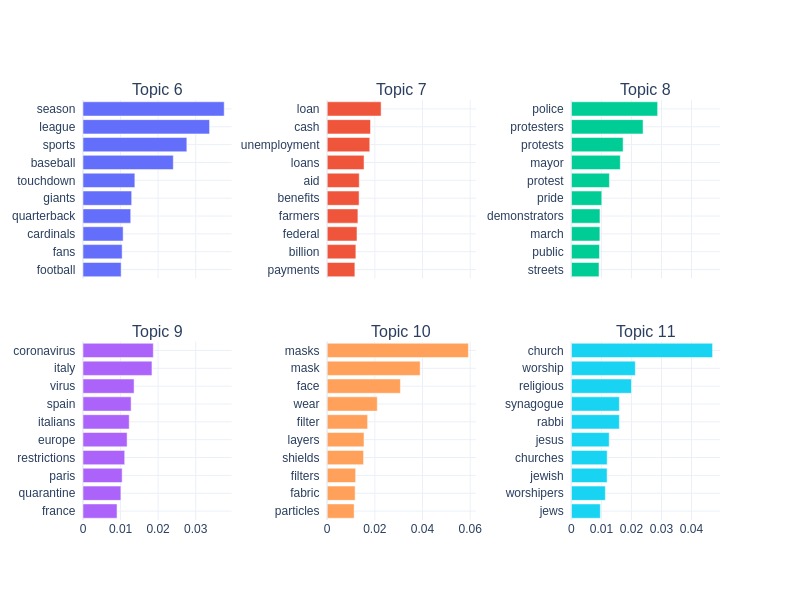 Topic 6
season
league
sports
baseball
touchdown
giants
quarterback
cardinals
fans
football
Topic 7
loan
cash
unemployment
loans
aid
benefits
farmers
federal
billion
payments
Topic 8
police
protesters
protests
mayor
protest
pride
demonstrators
march
public
streets
Topic 9
coronavirus
italy
virus
spain
italians
europe
restrictions
paris
quarantine
france
0 0.01 0.02 0.03
Topic 10
masks
mask
face
wear
filter
layers
shields
filters
fabric
particles
0 0.02 0.04 0.06
Topic 11
church
worship
religious
synagogue
rabbi
jesus
churches
jewish
worshipers
jews
0 0.01 0.02 0.03 0.04